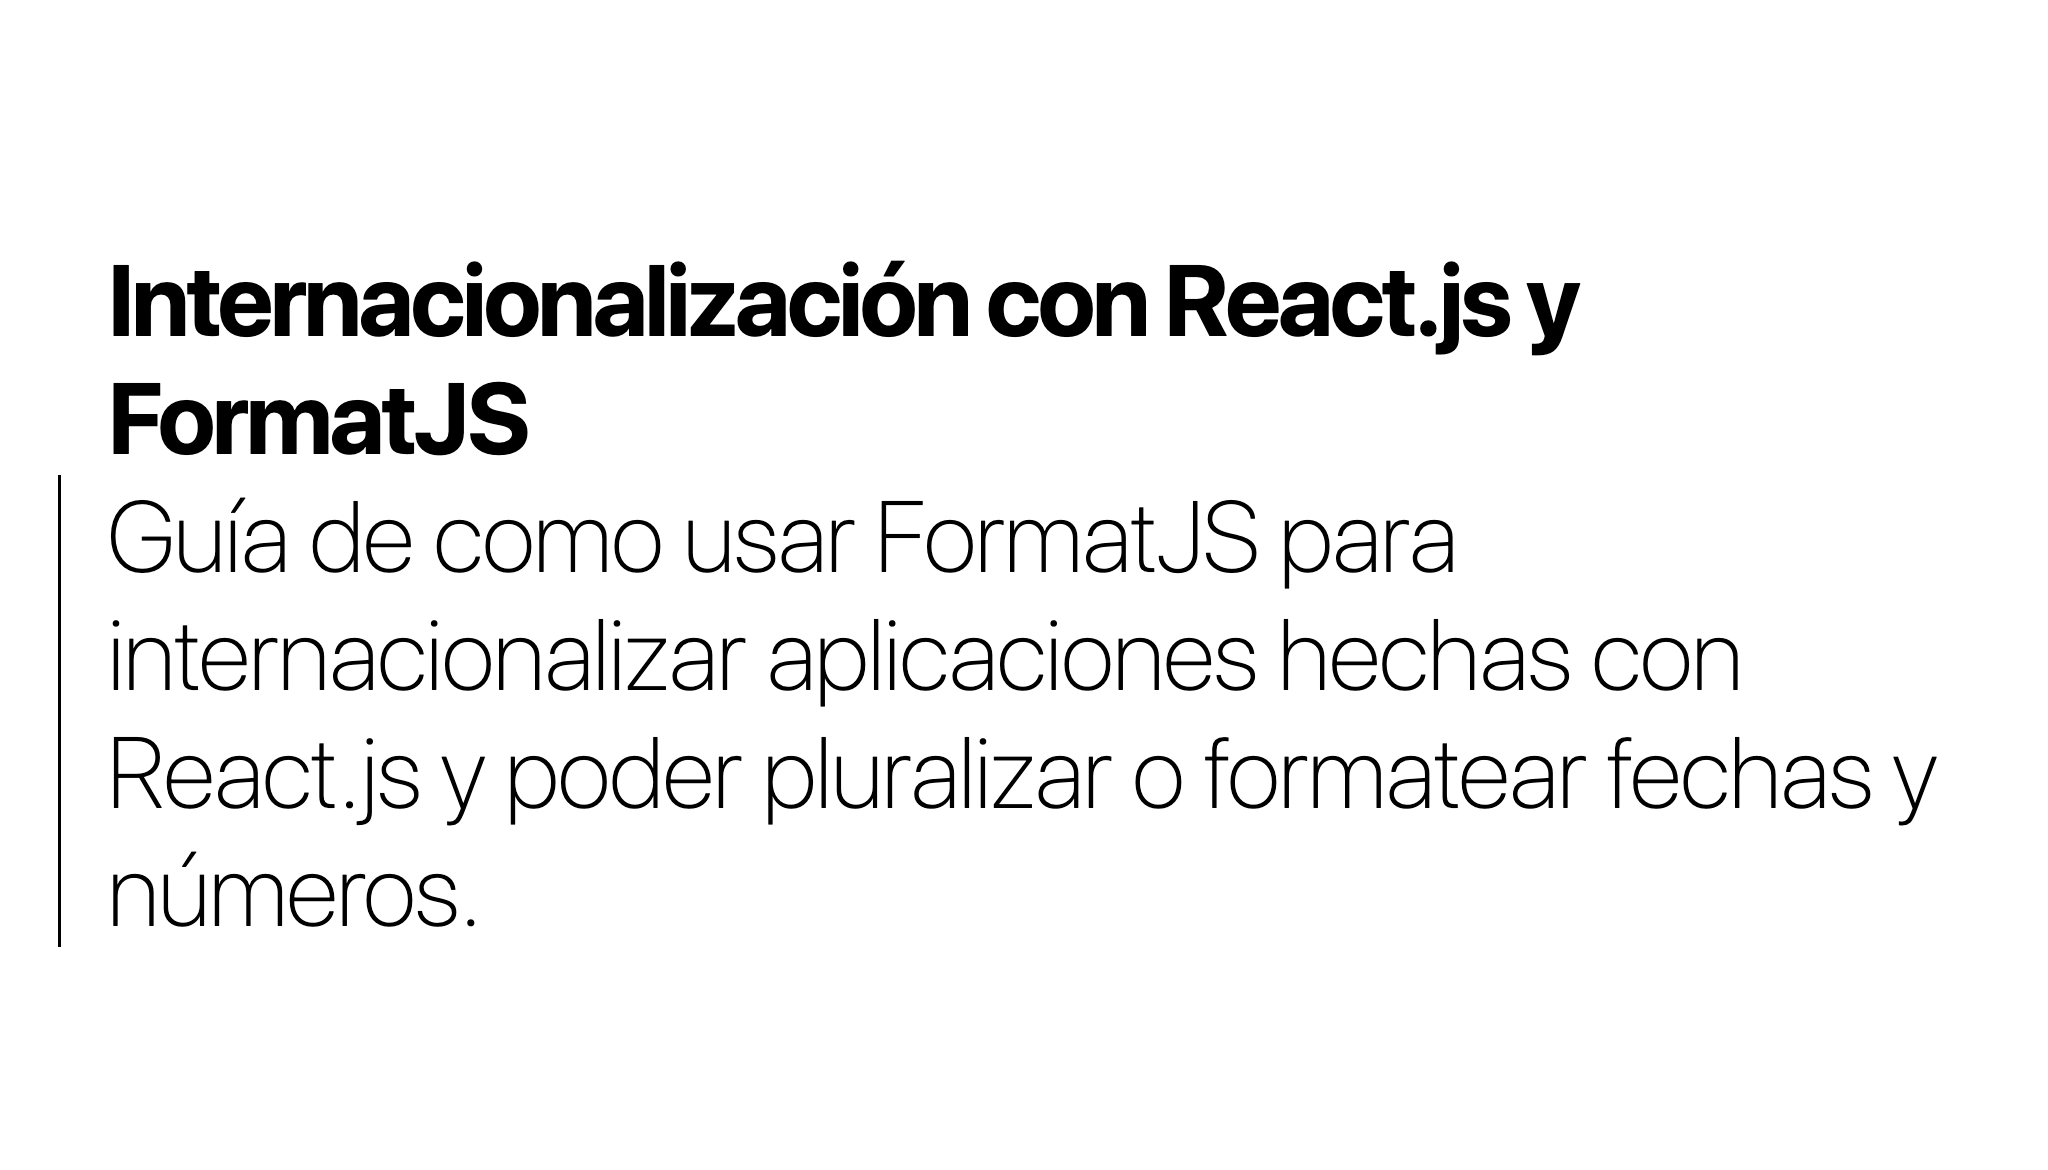 Internacionalización con React.js y
FormatJS
Guía de como usar FormatJS para
internacionalizar aplicaciones hechas con
React.js y poder pluralizar o formatear fechas y
números.